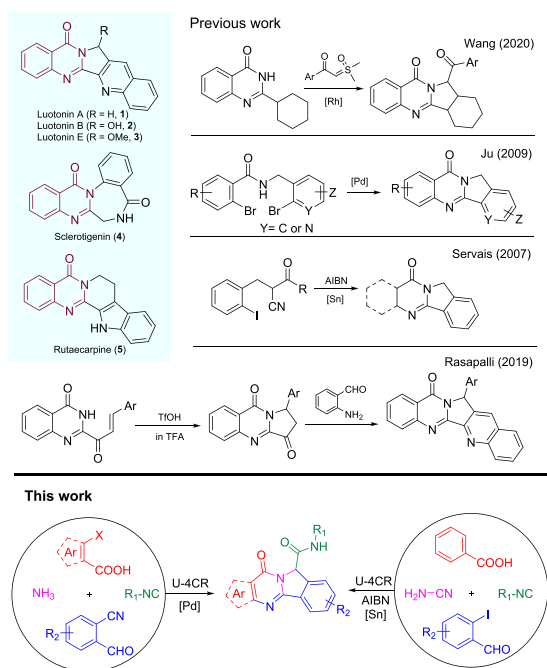 Previous work
O
R
N
N
N
Luotonin A (R = H, 1)
Luotonin B (R = OH, 2)
Luotonin E (R = OMe, 3)
O
N
O
N
NH
Sclerotigenin (4)
O
N
N
HN
Rutaecarpine (5)
Wang (2020)
O
NH
N
O
O
Ar
S
[Rh]
O
O
Ar
N
N
Ju (2009)
O
N
H
R
Br
Br
Z
Y
Y= C or N
[Pd]
O
R
N
N
Y
Z
Servais (2007)
O
R
CN
I
AIBN
[Sn]
O
N
N
Rasapalli (2019)
O
NH
N
Ar
O
TfOH
in TFA
O
Ar
N
N
O
CHO
NH2
O
Ar
N
N
N
This work
X
Ar
COOH
NH3
+
R1-NC
R2
CN
CHO
U-4CR
[Pd]
R1
O
NH
O
N
Ar
N
R2
U-4CR
AIBN
[Sn]
COOH
H2N-CN
+
R1-NC
R2
I
CHO